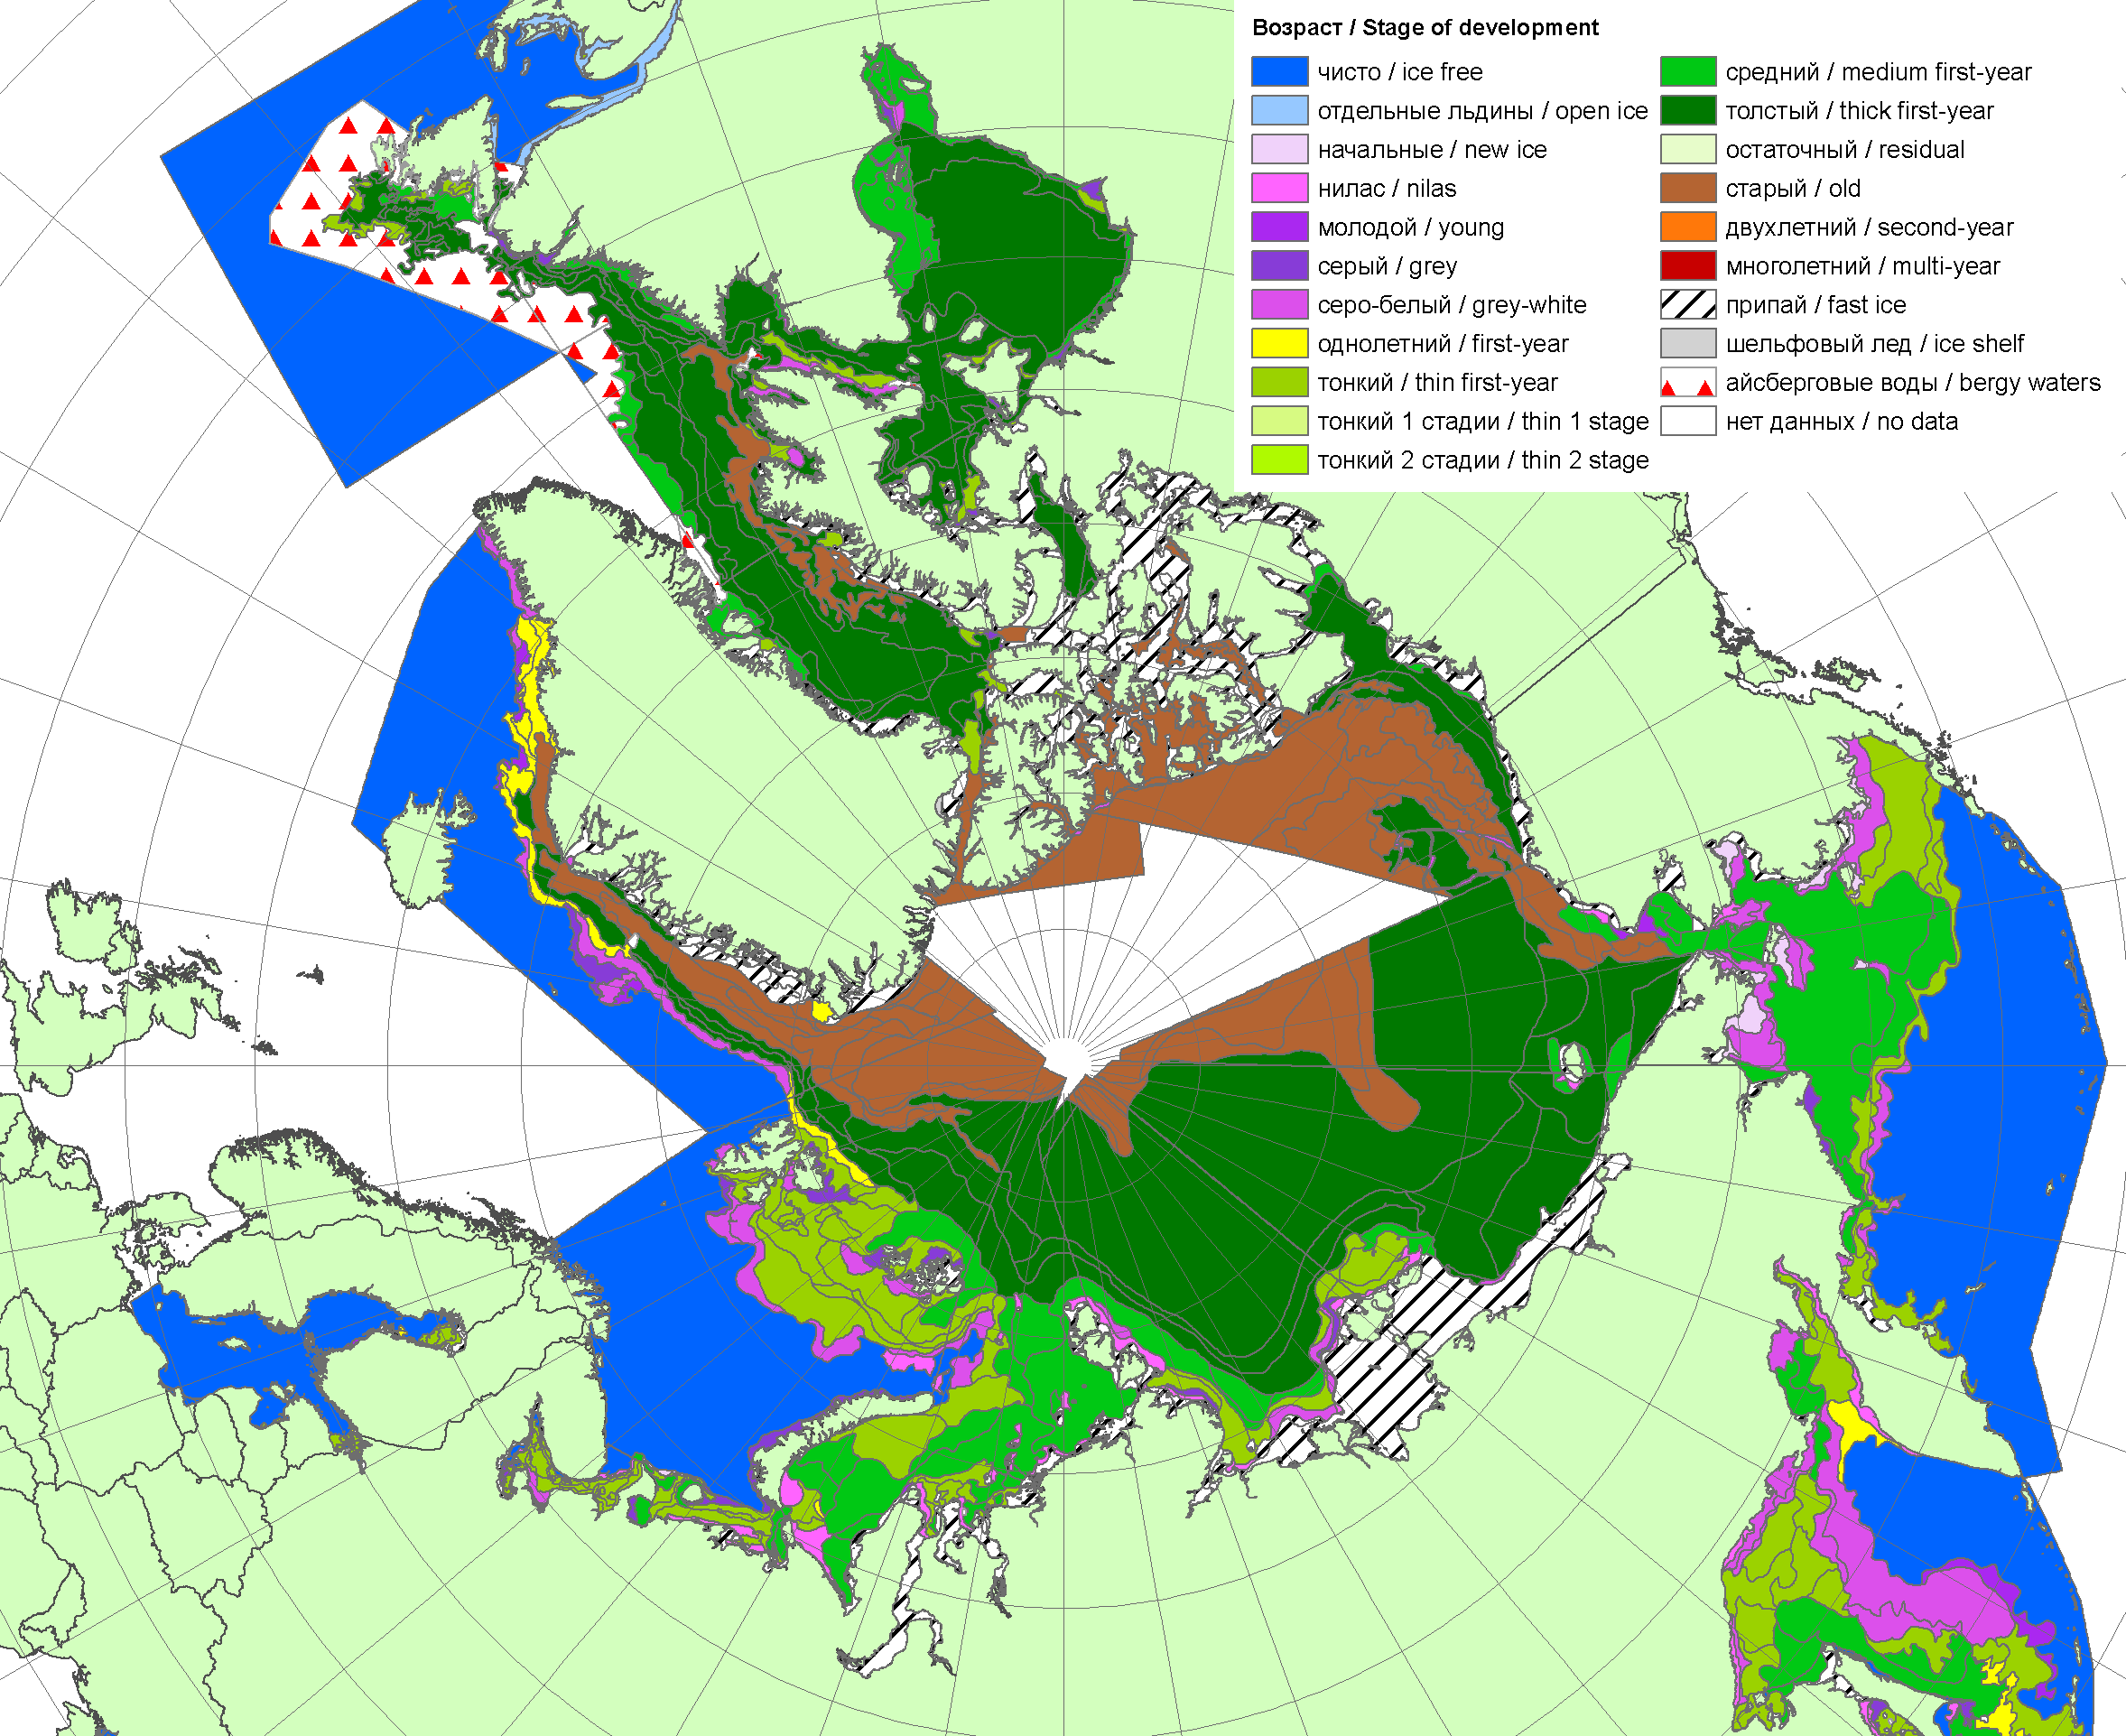 Возраст / Stage of development
чисто / ice free
отдельные льдины / open ice
начальные / new ice
нилас / nilas
молодой / young
серый / grey
серо-белый / grey-white
однолетний / first-year
тонкий / thin first-year
тонкий 1 стадии / thin 1 stage
тонкий 2 стадии / thin 2 stage
средний / medium first-year
толстый / thick first-year
остаточный / residual
старый / old
двухлетний / second-year
многолетний / multi-year
припай / fast ice
шельфовый лед / ice shelf
айсберговые воды / bergy waters
нет данных / no data